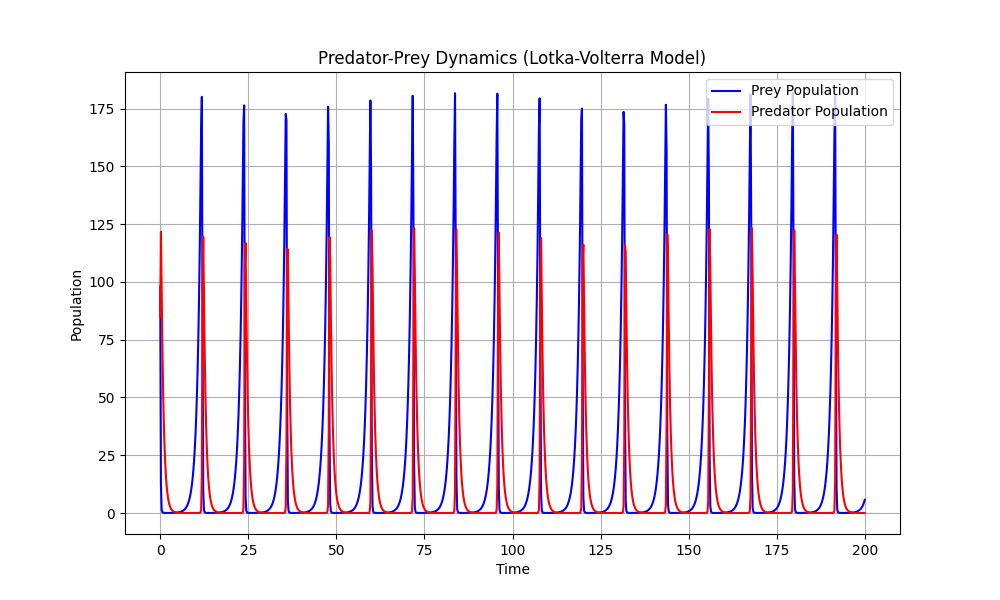 Predator-Prey Dynamics (Lotka-Volterra Model)
Prey Population
Predator Population
Population
175
150
125
100
75
50
25
0
0 25 50 75 100 125 150 175 200
Time